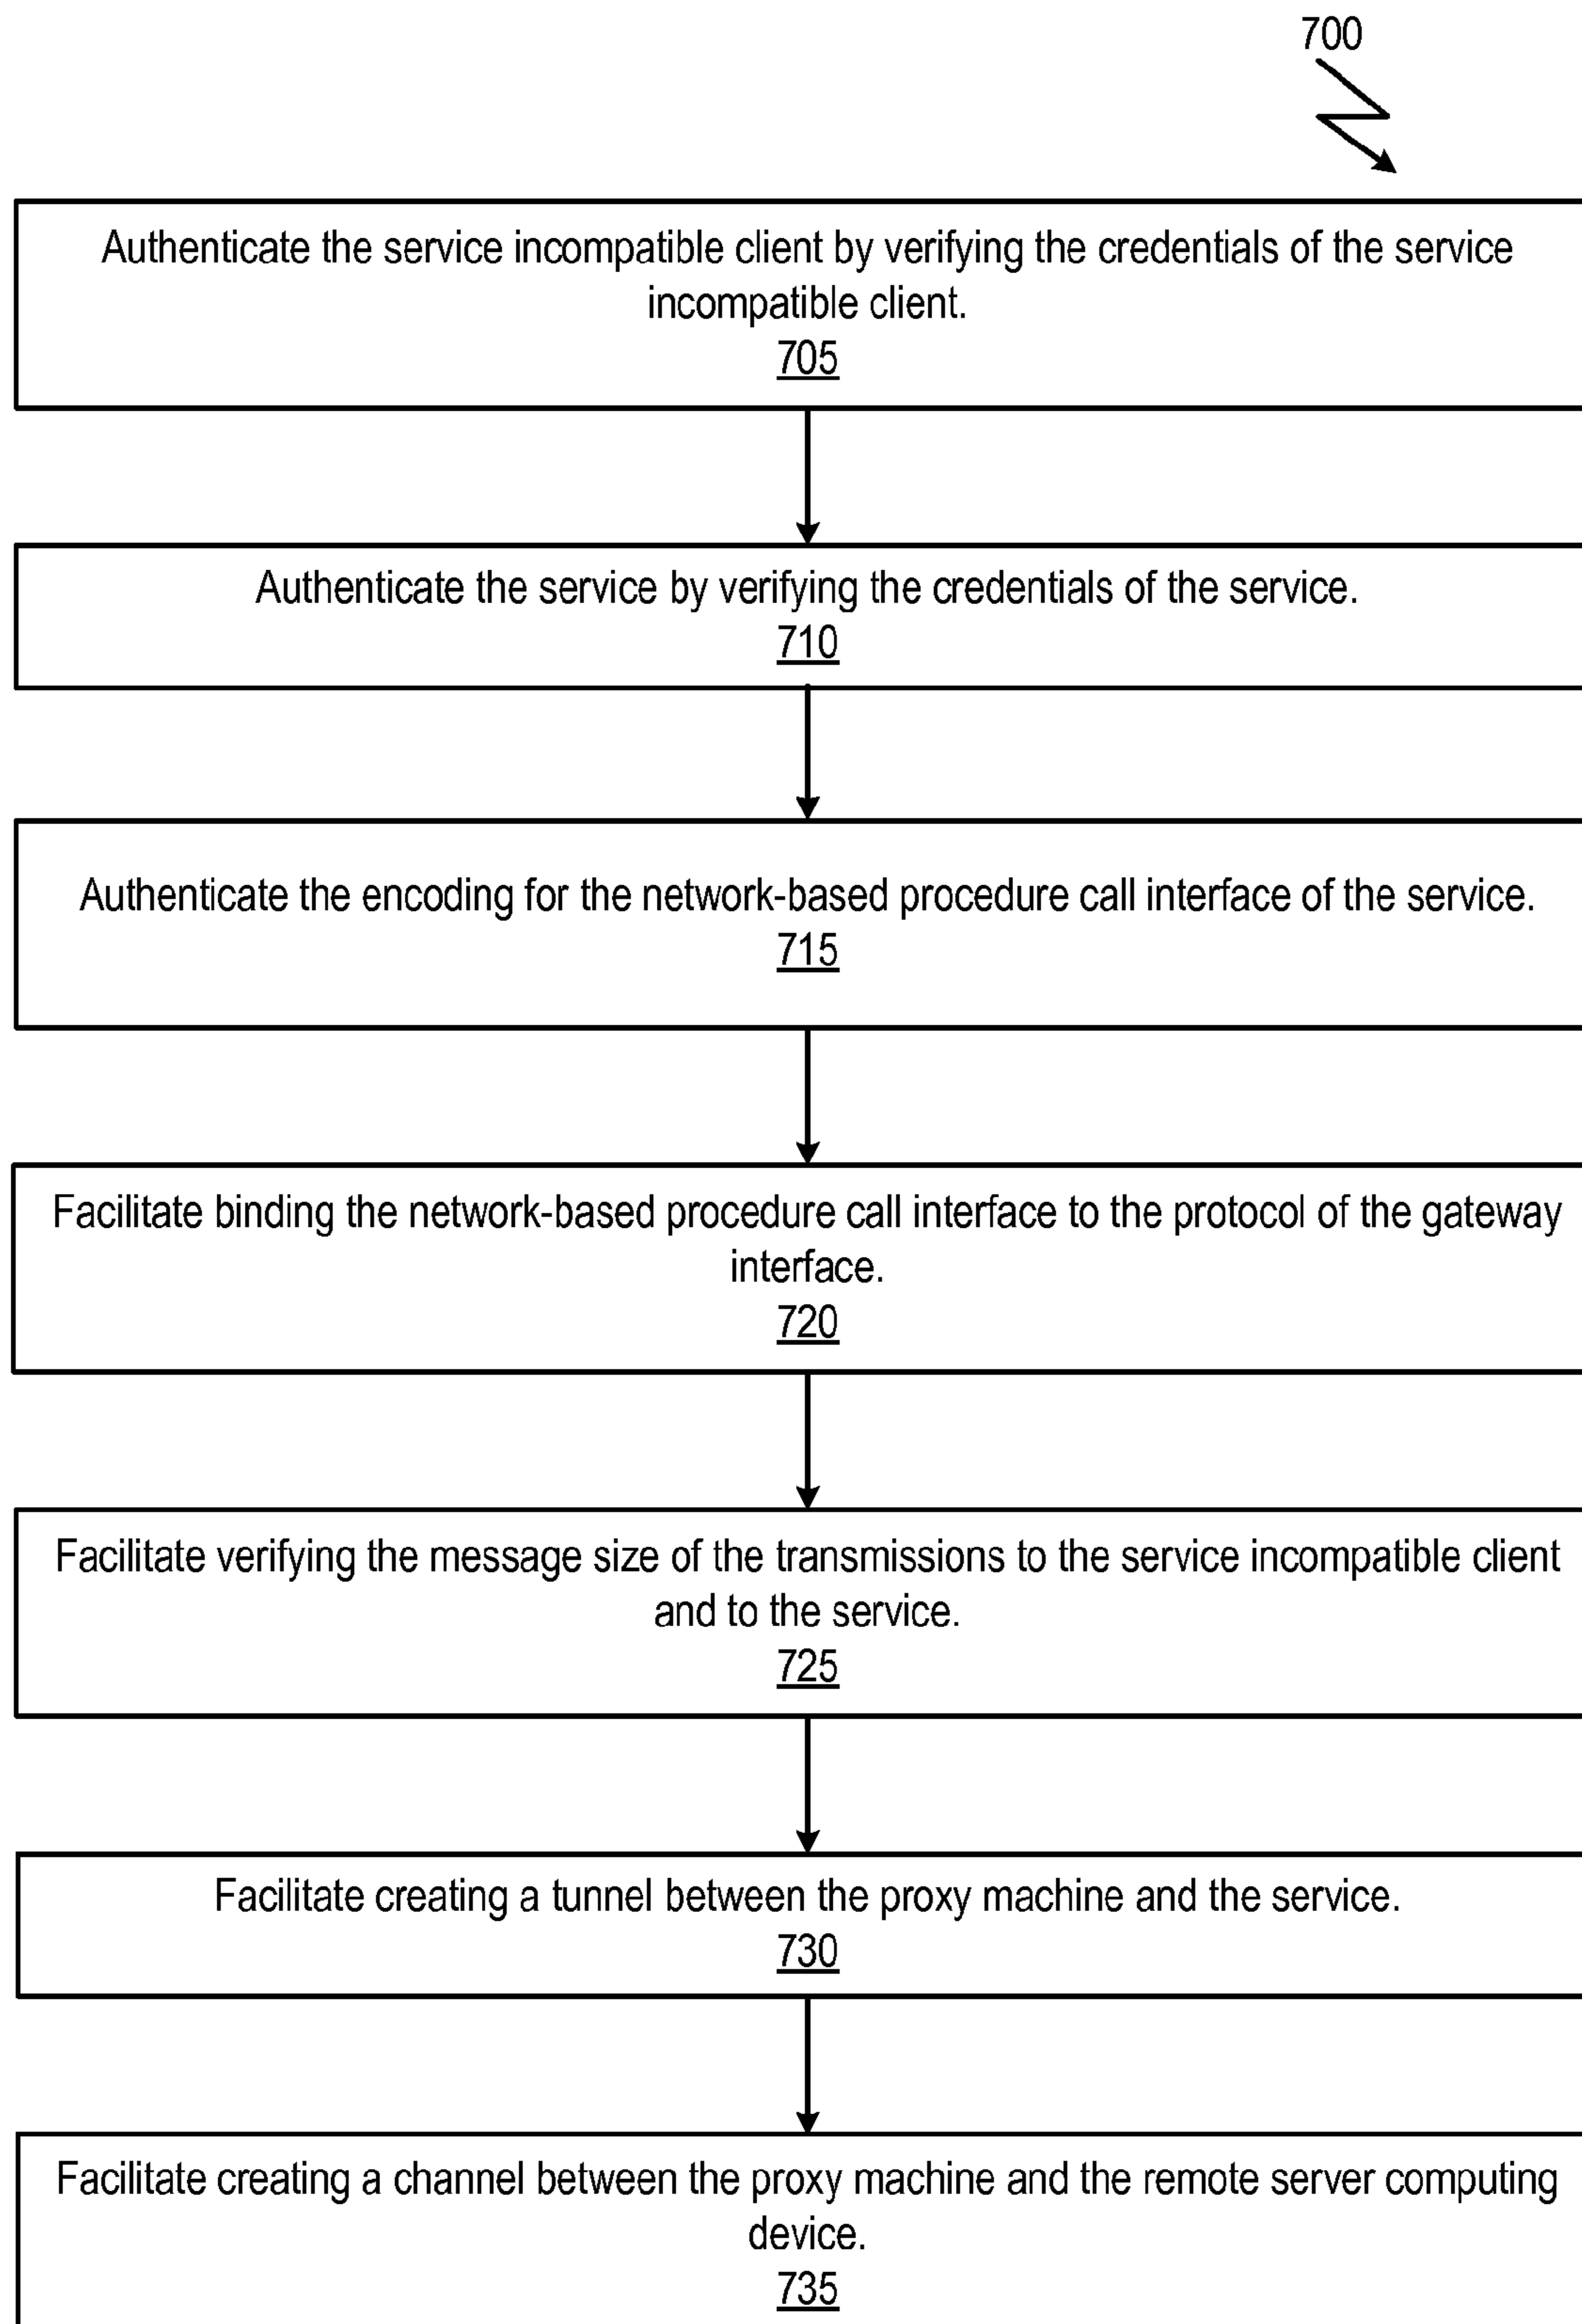 700
Authenticate the service incompatible client by verifying the credentials of the service
incompatible client.
705
Authenticate the service by verifying the credentials of the service.
710
Authenticate the encoding for the network-based procedure call interface of the service.
715
Facilitate binding the network-based procedure call interface to the protocol of the gateway
interface.
720
Facilitate verifying the message size of the transmissions to the service incompatible client
and to the service.
725
Facilitate creating a tunnel between the proxy machine and the service.
730
Facilitate creating a channel between the proxy machine and the remote server computing
device.
735